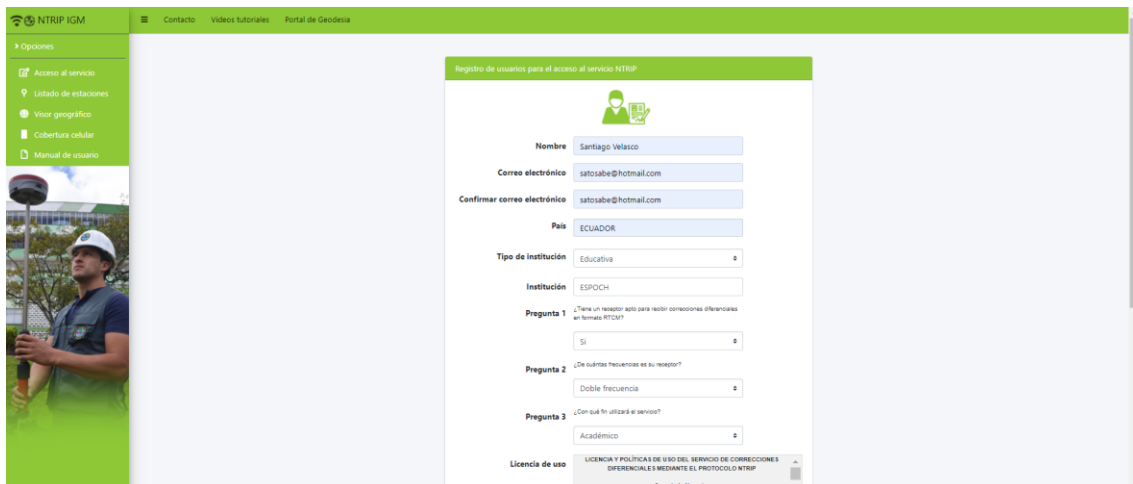 NTRIP IGM
Contacto Videos tutoriales Portal de Geodesia
Opciones
Acceso al servicio
Listado de estaciones
Visor geográfico
Cobertura celular
Manual de usuario
Registro de usuarios para el acceso al servicio NTRIP
Nombre Santiago Velasco
Correo electrónico satosabe@hotmail.com
Confirmar correo electrónico satosabe@hotmail.com
País ECUADOR
Tipo de institución Educativa
Institución ESPOCH
Pregunta 1 ¿Tiene un receptor apto para recibir correcciones diferenciales
en formato RTCM?
Si
Pregunta 2 ¿De cuántas frecuencias es su receptor?
Doble frecuencia
Pregunta 3 ¿Con qué fin utilizará el servicio?
Académico
Licencia de uso LICENCIA Y POLÍTICAS DE USO DEL SERVICIO DE CORRECCIONES
DIFERENCIALES MEDIANTE EL PROTOCOLO NTRIP